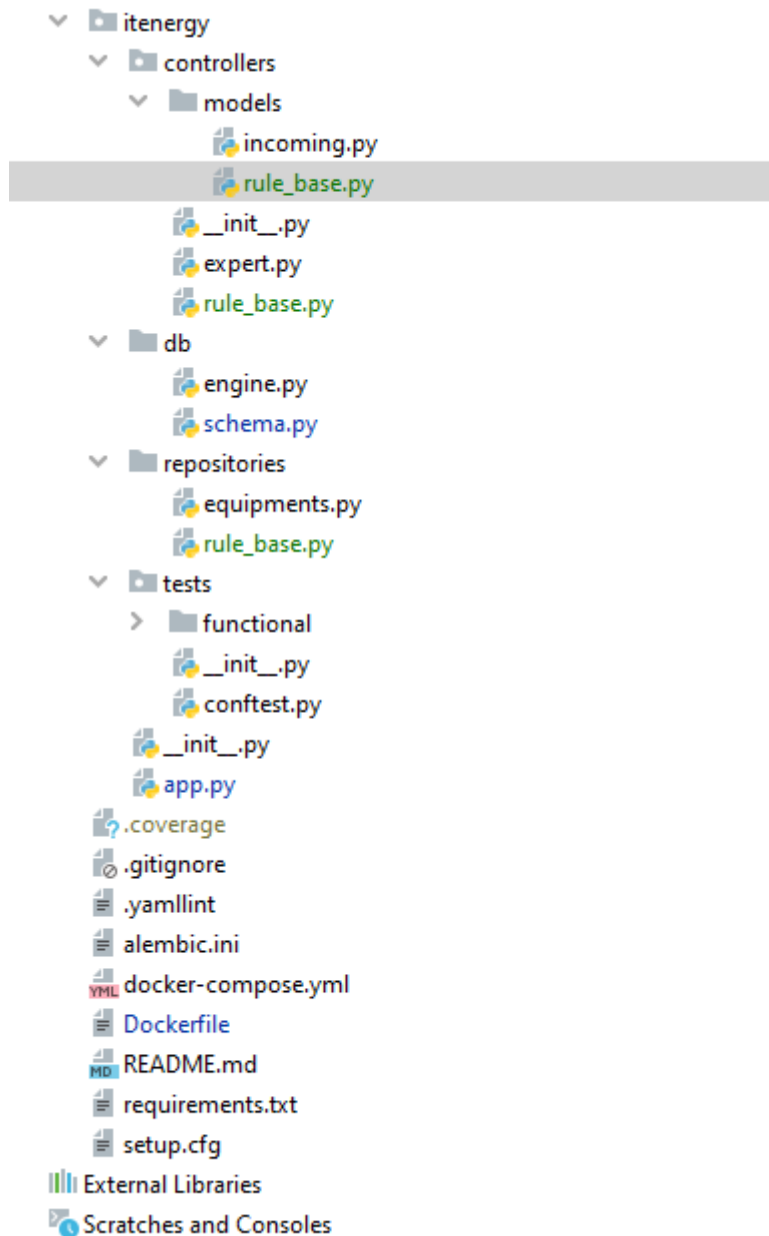 itenergy
controllers
models
incoming.py
rule_base.py
__init__.py
expert.py
rule_base.py
db
engine.py
schema.py
repositories
equipments.py
rule_base.py
tests
functional
__init__.py
conftest.py
__init__.py
app.py
.coverage
.gitignore
.yamllint
alembic.ini
YML docker-compose.yml
Dockerfile
MD README.md
requirements.txt
setup.cfg
External Libraries
Scratches and Consoles